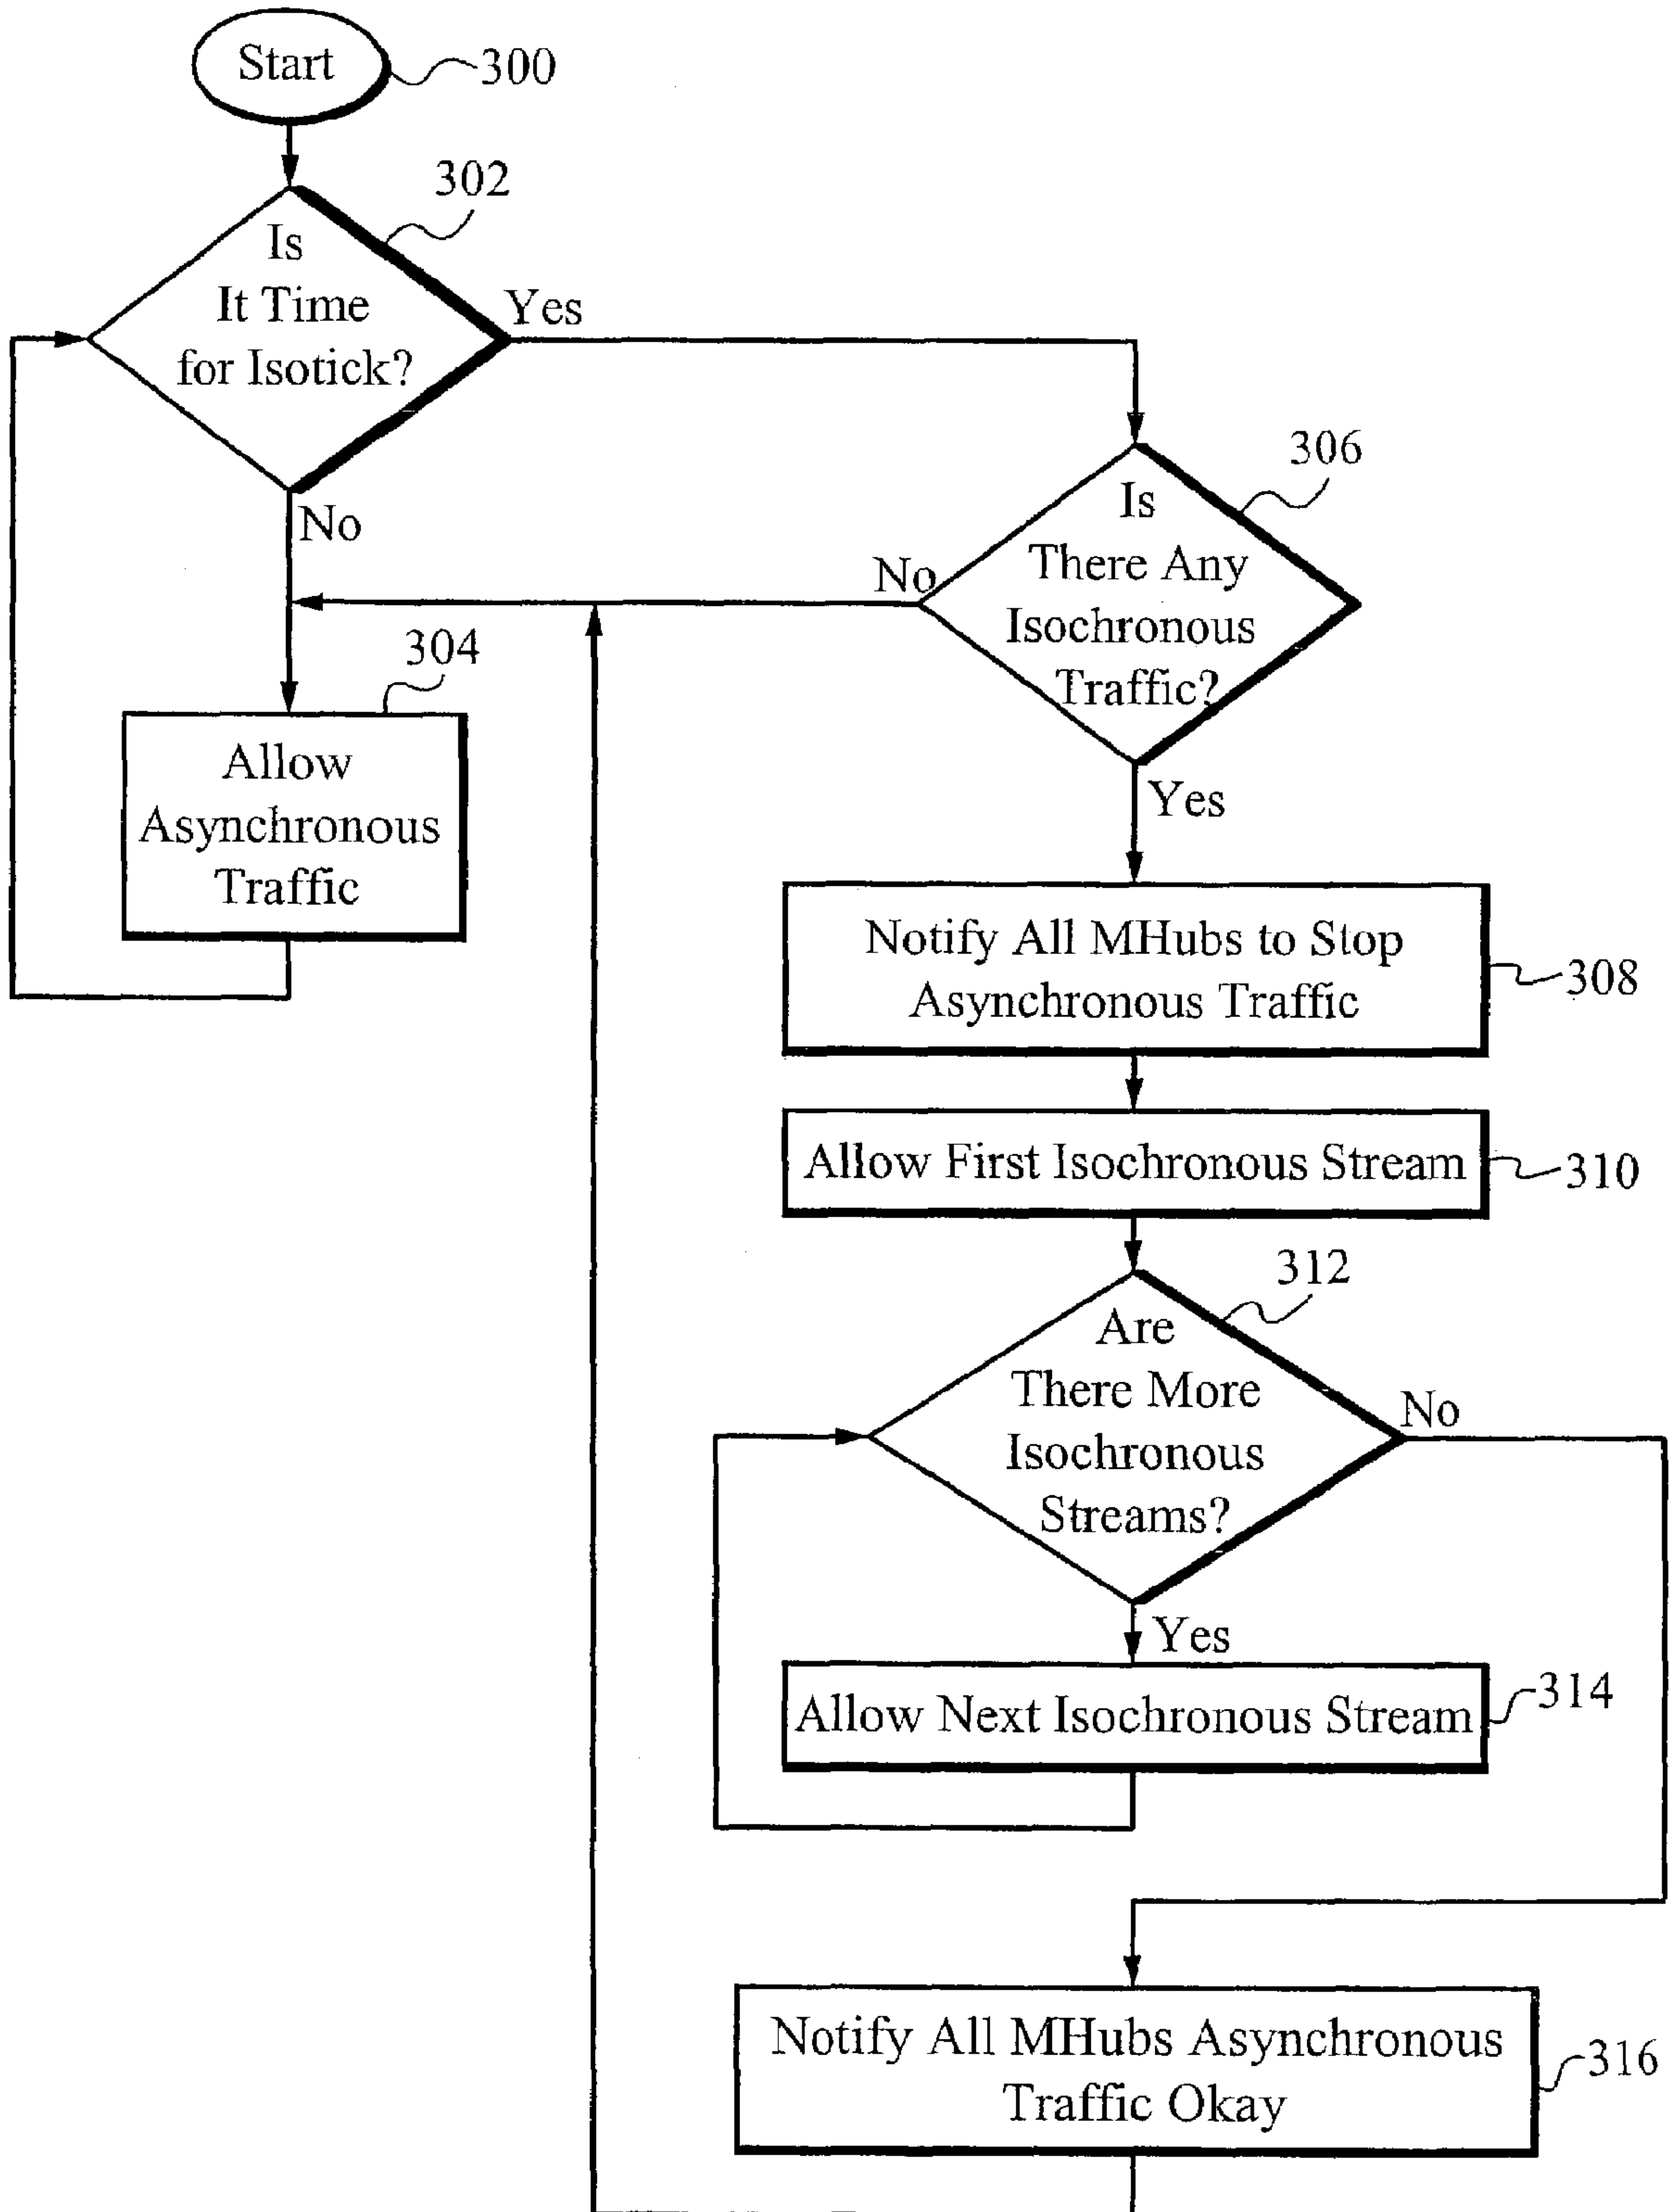 Start
300
302
Is
It Time
for Isotick?
Yes
No
306
Is
There Any
Isochronous
Traffic?
No
Yes
304
Allow
Asynchronous
Traffic
Notify All MHubs to Stop
Asynchronous Traffic
308
Allow First Isochronous Stream
310
312
Are
There More
Isochronous
Streams?
No
Yes
Allow Next Isochronous Stream
314
Notify All MHubs Asynchronous
Traffic Okay
316